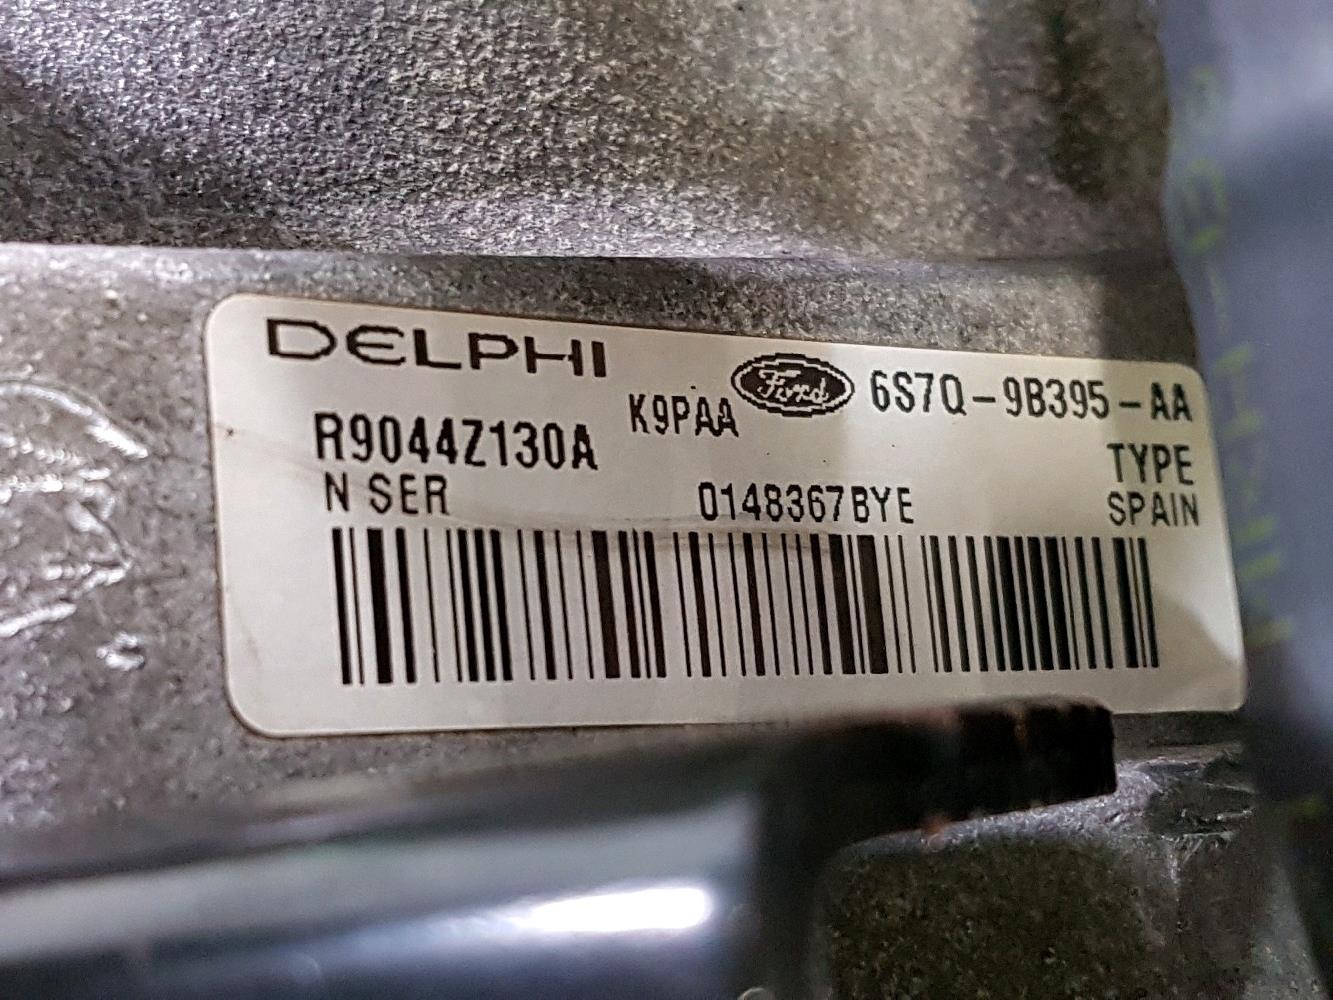 DELPHI Ford 6S7Q-9B395-AA
R9044Z130A K9PAA TYPE
N SER 0148367BYE SPAIN